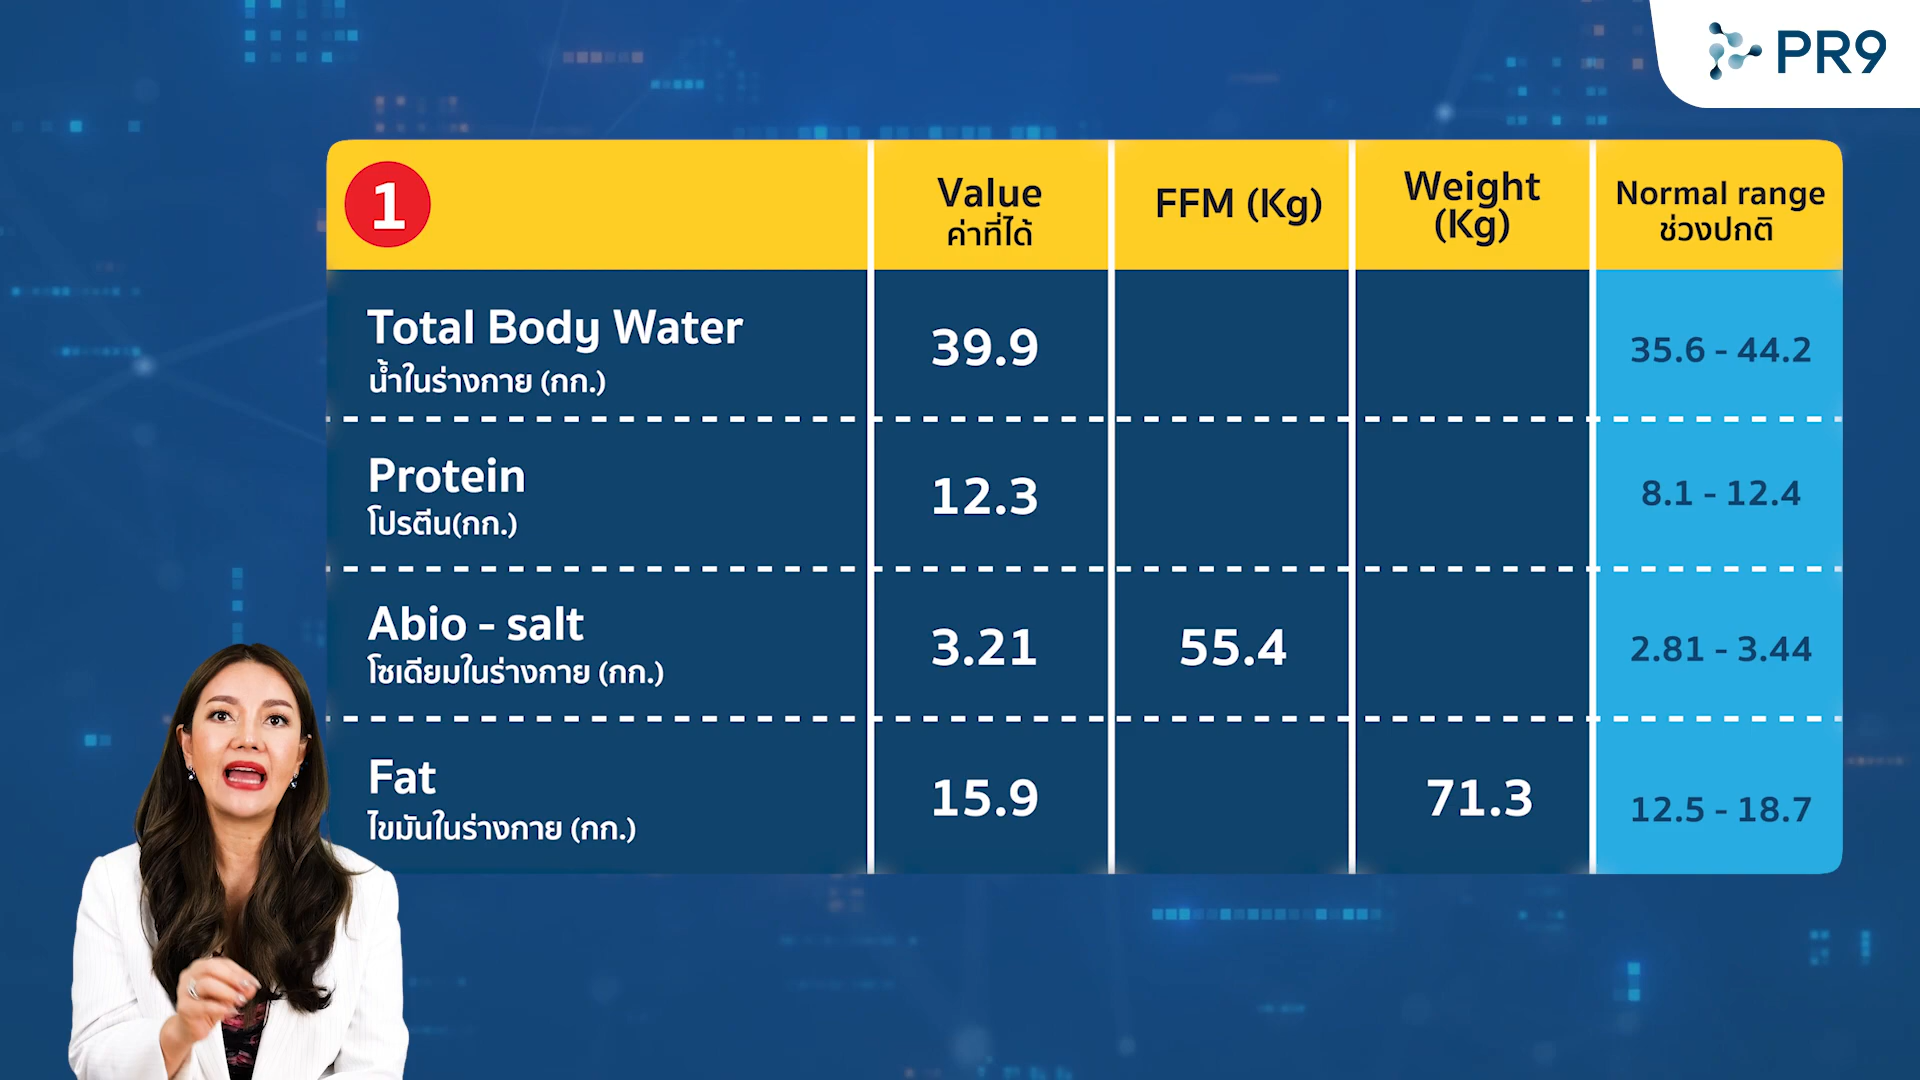 PR9
1
Value
ค่าที่ได้
FFM (Kg)
Weight
(Kg)
Normal range
ช่วงปกติ
Total Body Water
น้ำในร่างกาย (กก.)
39.9
35.6 - 44.2
Protein
โปรตีน(กก.)
12.3
8.1 - 12.4
Abio - salt
โซเดียมในร่างกาย (กก.)
3.21
55.4
2.81 - 3.44
Fat
ไขมันในร่างกาย (กก.)
15.9
71.3
12.5 - 18.7